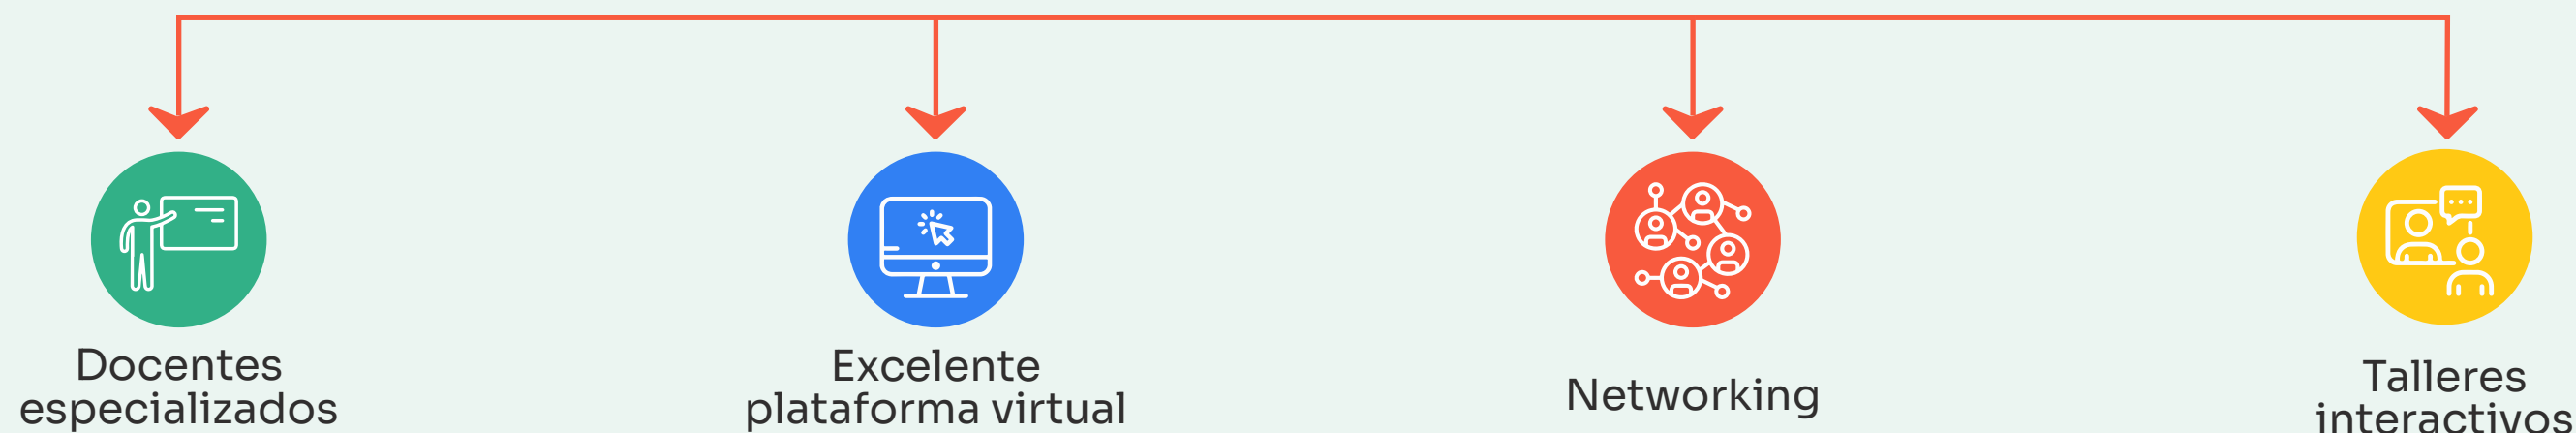 Docentes
especializados
Excelente
plataforma virtual
Networking
Talleres
interactivos